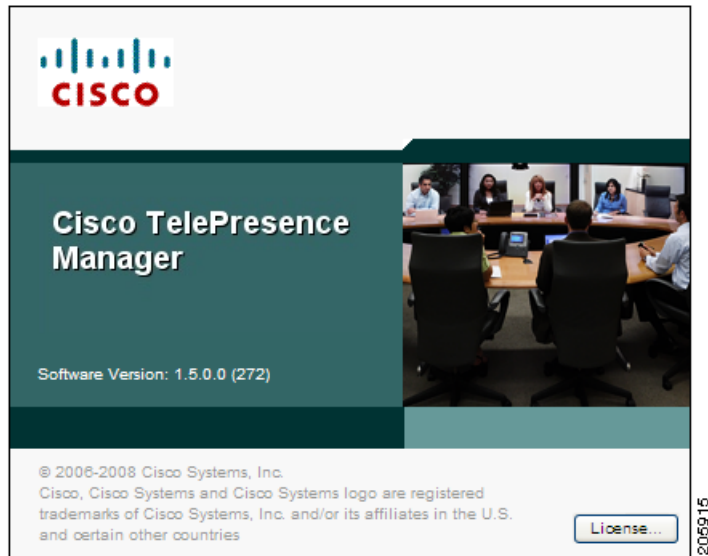 CISCO
Cisco TelePresence
Manager
Software Version: 1.5.0.0 (272)
© 2006-2008 Cisco Systems, Inc.
Cisco, Cisco Systems and Cisco Systems logo are registered
trademarks of Cisco Systems, Inc. and/or its affiliates in the U.S.
and certain other countries
License...
205915